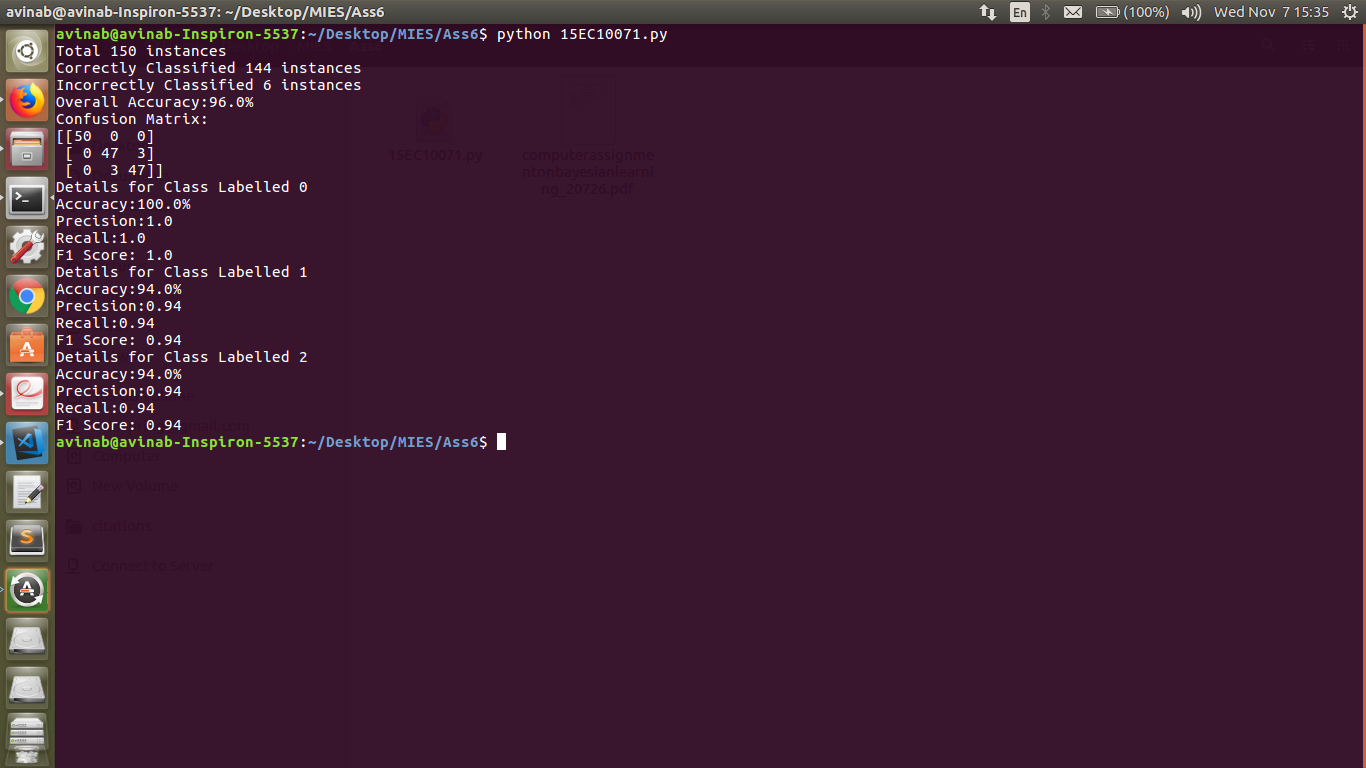 avinab@avinab-Inspiron-5537: ~/Desktop/MIES/Ass6
En (100%) Wed Nov 7 15:35
avinab@avinab-Inspiron-5537:~/Desktop/MIES/Ass6$ python 15EC10071.py
Total 150 instances
Correctly Classified 144 instances
Incorrectly Classified 6 instances
Overall Accuracy:96.0%
Confusion Matrix:
[[50  0  0]
 [ 0 47  3]
 [ 0  3 47]]
Details for Class Labelled 0
Accuracy:100.0%
Precision:1.0
Recall:1.0
F1 Score: 1.0
Details for Class Labelled 1
Accuracy:94.0%
Precision:0.94
Recall:0.94
F1 Score: 0.94
Details for Class Labelled 2
Accuracy:94.0%
Precision:0.94
Recall:0.94
F1 Score: 0.94
avinab@avinab-Inspiron-5537:~/Desktop/MIES/Ass6$
15EC10071.py
computerassignme
ntonbayesianlearni
ng_20726.pdf
Computer
New Volume
citations
Connect to Server